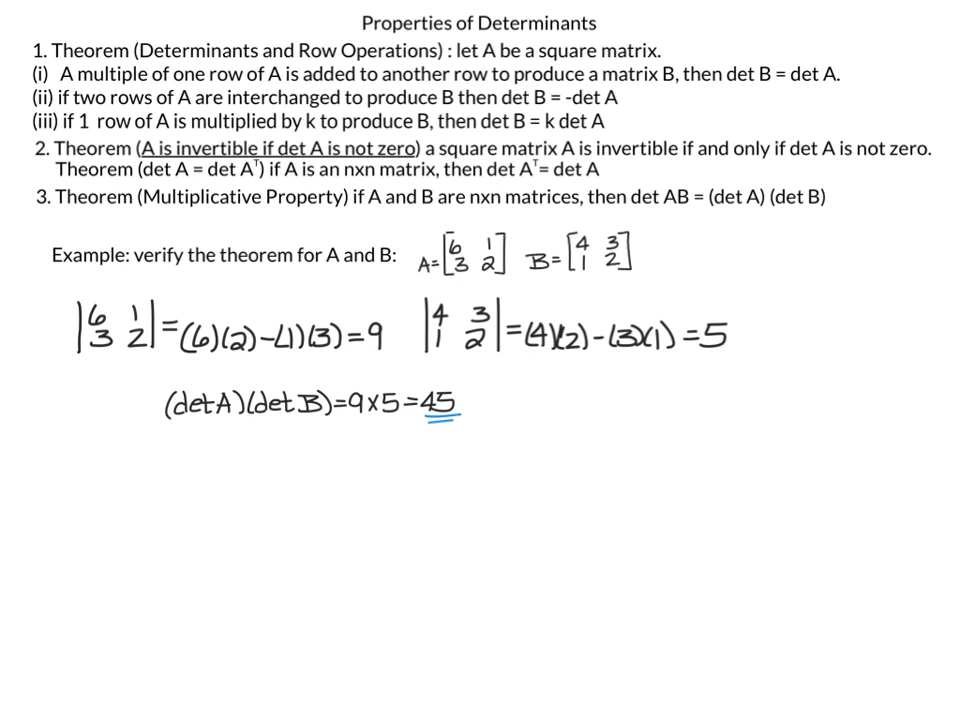 Properties of Determinants
1. Theorem (Determinants and Row Operations) : let A be a square matrix.
(i) A multiple of one row of A is added to another row to produce a matrix B, then det B = det A.
(ii) if two rows of A are interchanged to produce B then det B = -det A
(iii) if 1 row of A is multiplied by k to produce B, then det B = k det A
2. Theorem (A is invertible if det A is not zero) a square matrix A is invertible if and only if det A is not zero.
Theorem (det A = det Aᵀ) if A is an nxn matrix, then det Aᵀ= det A
3. Theorem (Multiplicative Property) if A and B are nxn matrices, then det AB = (det A) (det B)
Example: verify the theorem for A and B: A=[6 1; 3 2] B=[4 3; 1 2]
|6 1; 3 2|=(6)(2)-(1)(3)=9 |4 3; 1 2|=(4)(2)-(3)(1)=5
(det A)(det B)=9x5=45